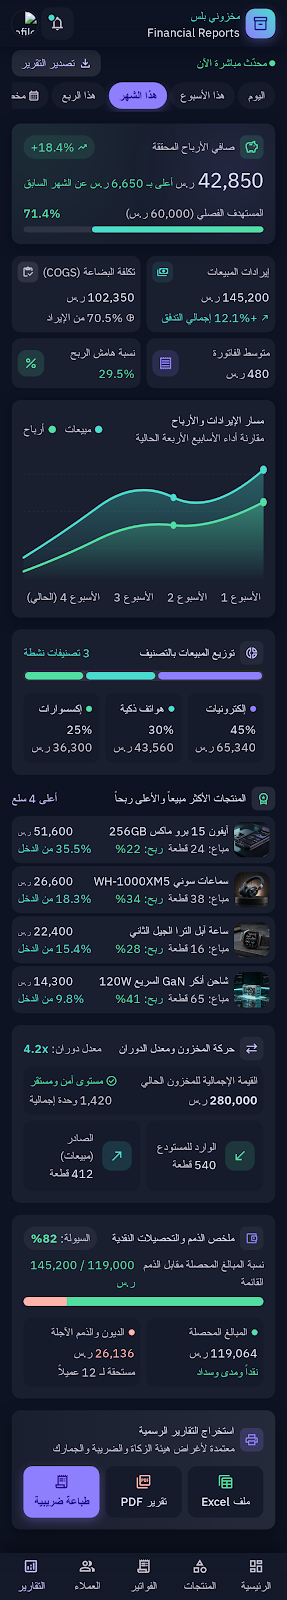 مخزوني بلس
Financial Reports
محدّث مباشرة الآن
تصدير التقرير
اليوم
هذا الأسبوع
هذا الشهر
هذا الربع
صافي الأرباح المحققة
+18.4%
42,850 ر.س أعلى بـ 6,650 ر.س عن الشهر السابق
المستهدف الفصلي (60,000 ر.س)
71.4%
إيرادات المبيعات
145,200 ر.س
+12.1% إجمالي التدفق
تكلفة البضاعة (COGS)
102,350 ر.س
70.5% من الإيراد
متوسط الفاتورة
480 ر.س
نسبة هامش الربح
29.5%
مسار الإيرادات والأرباح
مقارنة أداء الأسابيع الأربعة الحالية
مبيعات
أرباح
الأسبوع 1
الأسبوع 2
الأسبوع 3
الأسبوع 4 (الحالي)
توزيع المبيعات بالتصنيف
3 تصنيفات نشطة
إلكترونيات
45%
65,340 ر.س
هواتف ذكية
30%
43,560 ر.س
إكسسوارات
25%
36,300 ر.س
المنتجات الأكثر مبيعاً والأعلى ربحاً
أعلى 4 سلع
آيفون 15 برو ماكس 256GB
51,600 ر.س
مباع: 24 قطعة ربح: 22%
35.5% من الدخل
سماعات سوني WH-1000XM5
26,600 ر.س
مباع: 38 قطعة ربح: 34%
18.3% من الدخل
ساعة آبل الترا الجيل الثاني
22,400 ر.س
مباع: 16 قطعة ربح: 28%
15.4% من الدخل
شاحن أنكر GaN السريع 120W
14,300 ر.س
مباع: 65 قطعة ربح: 41%
9.8% من الدخل
حركة المخزون ومعدل الدوران
معدل دوران: 4.2x
القيمة الإجمالية للمخزون الحالي
280,000 ر.س
مستوى آمن ومستقر
1,420 وحدة إجمالية
الوارد للمستودع
540 قطعة
الصادر
(مبيعات)
412 قطعة
ملخص الذمم والتحصيلات النقدية
السيولة: 82%
نسبة المبالغ المحصلة مقابل الذمم القائمة
119,000 / 145,200 ر.س
المبالغ المحصلة
119,064 ر.س
نقداً ومدى وسداد
الديون والذمم الآجلة
26,136 ر.س
مستحقة لـ 12 عميلاً
استخراج التقارير الرسمية
معتمدة لأغراض هيئة الزكاة والضريبة والجمارك
ملف Excel
تقرير PDF
طباعة ضريبية
الرئيسية
المنتجات
الفواتير
العملاء
التقارير